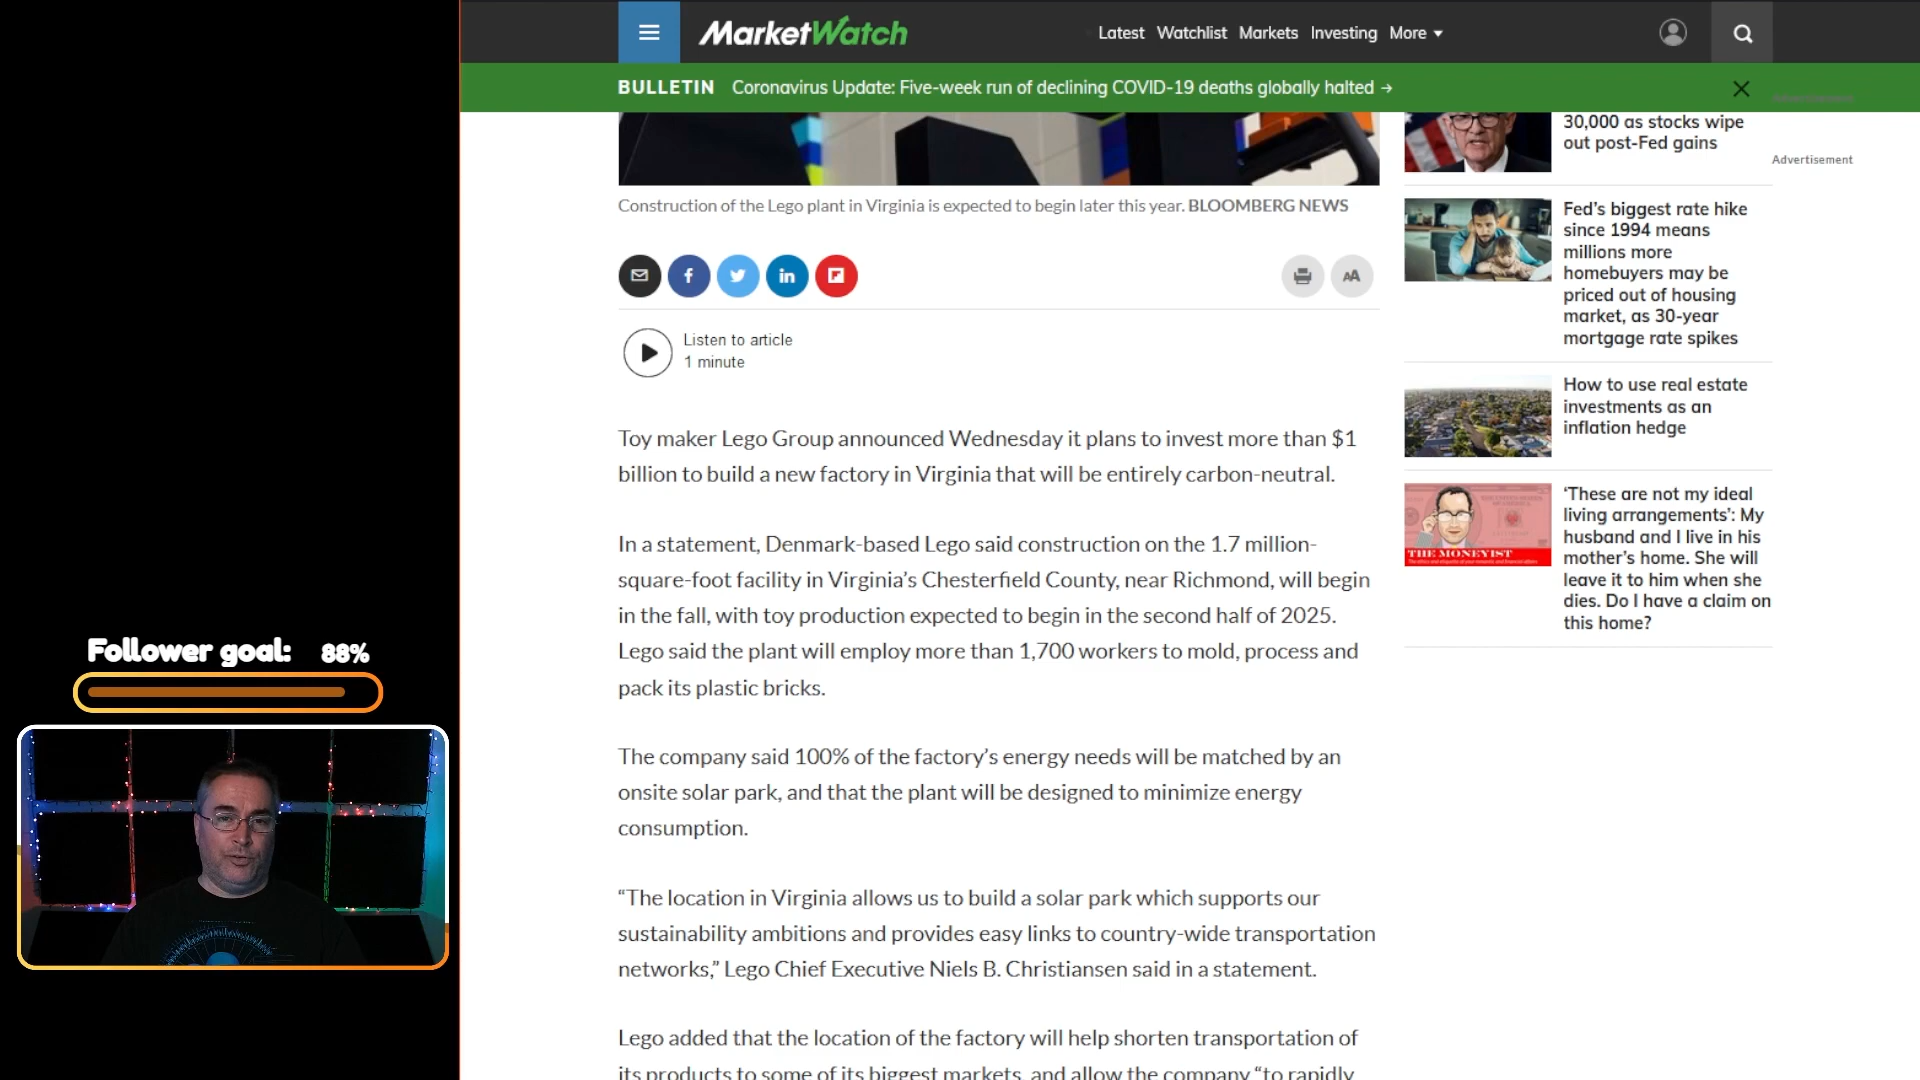 MarketWatch
Latest Watchlist Markets Investing More
BULLETIN Coronavirus Update: Five-week run of declining COVID-19 deaths globally halted →
Advertisement
Construction of the Lego plant in Virginia is expected to begin later this year. BLOOMBERG NEWS
f
in
AA
Listen to article
1 minute
Toy maker Lego Group announced Wednesday it plans to invest more than $1
billion to build a new factory in Virginia that will be entirely carbon-neutral.
In a statement, Denmark-based Lego said construction on the 1.7 million-
square-foot facility in Virginia’s Chesterfield County, near Richmond, will begin
in the fall, with toy production expected to begin in the second half of 2025.
Lego said the plant will employ more than 1,700 workers to mold, process and
pack its plastic bricks.
The company said 100% of the factory’s energy needs will be matched by an
onsite solar park, and that the plant will be designed to minimize energy
consumption.
“The location in Virginia allows us to build a solar park which supports our
sustainability ambitions and provides easy links to country-wide transportation
networks,” Lego Chief Executive Niels B. Christiansen said in a statement.
Lego added that the location of the factory will help shorten transportation of
its products to some of its biggest markets, and allow the company “to rapidly
30,000 as stocks wipe
out post-Fed gains
Advertisement
Fed’s biggest rate hike
since 1994 means
millions more
homebuyers may be
priced out of housing
market, as 30-year
mortgage rate spikes
How to use real estate
investments as an
inflation hedge
THE MONEYIST
‘These are not my ideal
living arrangements’: My
husband and I live in his
mother’s home. She will
leave it to him when she
dies. Do I have a claim on
this home?
Follower goal: 88%